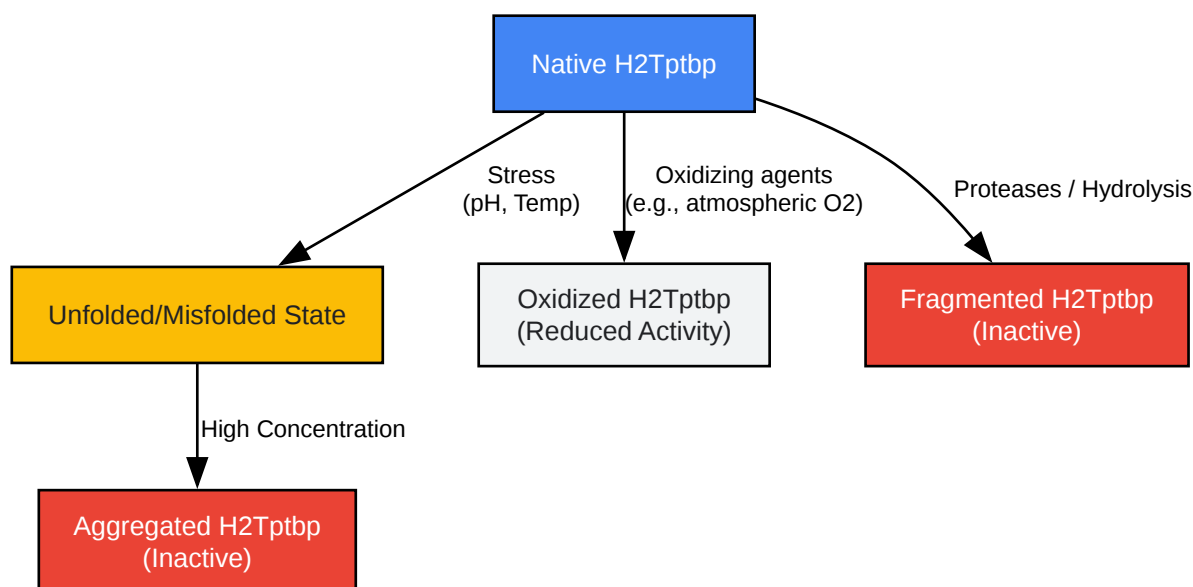 Native H2Tptbp
Stress
(pH, Temp)
Oxidizing agents
(e.g., atmospheric O2)
Proteases / Hydrolysis
Unfolded/Misfolded State
Oxidized H2Tptbp
(Reduced Activity)
Fragmented H2Tptbp
(Inactive)
High Concentration
Aggregated H2Tptbp
(Inactive)